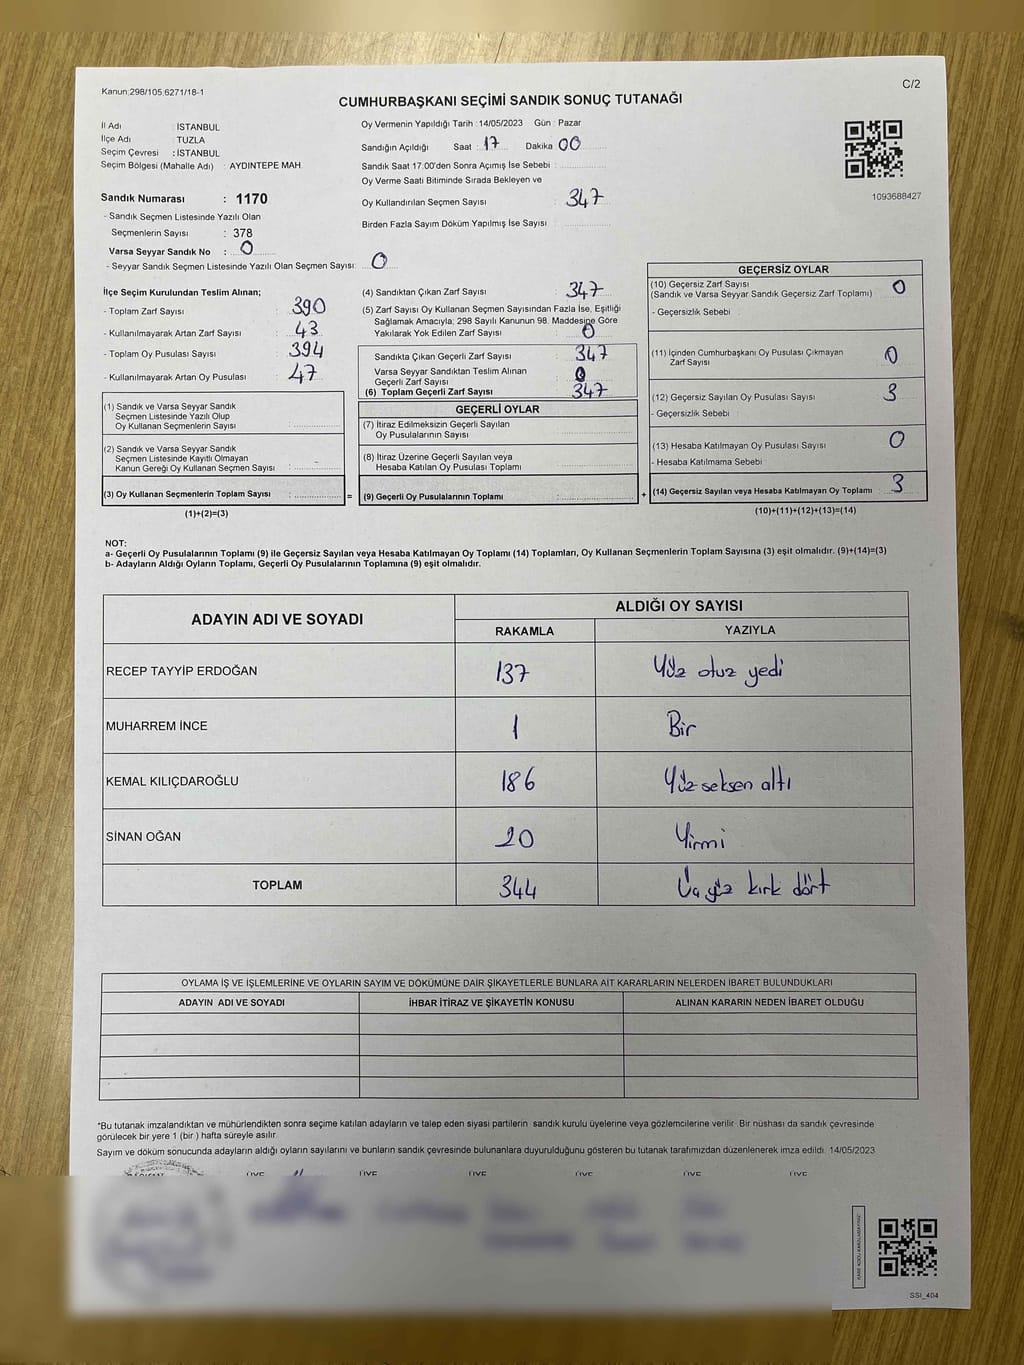 Kanun:298/105.6271/18-1
C/2
CUMHURBAŞKANI SEÇİMİ SANDIK SONUÇ TUTANAĞI
İl Adı : İSTANBUL
İlçe Adı : TUZLA
Seçim Çevresi : İSTANBUL
Seçim Bölgesi (Mahalle Adı) : AYDINTEPE MAH.
Oy Vermenin Yapıldığı Tarih :14/05/2023 Gün : Pazar
Sandığın Açıldığı Saat : 17 Dakika 00
Sandık Saat 17:00'den Sonra Açımış İse Sebebi :
Oy Verme Saati Bitiminde Sırada Bekleyen ve
Oy Kullandırılan Seçmen Sayısı : 347
Birden Fazla Sayım Döküm Yapılmış İse Sayısı :
1093688427
Sandık Numarası : 1170
- Sandık Seçmen Listesinde Yazılı Olan
Seçmenlerin Sayısı : 378
Varsa Seyyar Sandık No : 0
- Seyyar Sandık Seçmen Listesinde Yazılı Olan Seçmen Sayısı: 0
İlçe Seçim Kurulundan Teslim Alınan;
- Toplam Zarf Sayısı : 390
- Kullanılmayarak Artan Zarf Sayısı : 43
- Toplam Oy Pusulası Sayısı : 394
- Kullanılmayarak Artan Oy Pusulası : 47
(4) Sandıktan Çıkan Zarf Sayısı : 347
(5) Zarf Sayısı Oy Kullanan Seçmen Sayısından Fazla İse, Eşitliği
Sağlamak Amacıyla; 298 Sayılı Kanunun 98. Maddesine Göre
Yakılarak Yok Edilen Zarf Sayısı : 0
Sandıkta Çıkan Geçerli Zarf Sayısı : 347
Varsa Seyyar Sandıktan Teslim Alınan
Geçerli Zarf Sayısı : 0
(6) Toplam Geçerli Zarf Sayısı : 347
GEÇERSİZ OYLAR
(10) Geçersiz Zarf Sayısı : 0
(Sandık ve Varsa Seyyar Sandık Geçersiz Zarf Toplamı)
- Geçersizlik Sebebi :
(11) İçinden Cumhurbaşkanı Oy Pusulası Çıkmayan
Zarf Sayısı : 0
(12) Geçersiz Sayılan Oy Pusulası Sayısı : 3
- Geçersizlik Sebebi :
(13) Hesaba Katılmayan Oy Pusulası Sayısı : 0
- Hesaba Katılmama Sebebi :
(14) Geçersiz Sayılan veya Hesaba Katılmayan Oy Toplamı : 3
(10)+(11)+(12)+(13)=(14)
(1) Sandık ve Varsa Seyyar Sandık
Seçmen Listesinde Yazılı Olup
Oy Kullanan Seçmenlerin Sayısı :
(2) Sandık ve Varsa Seyyar Sandık
Seçmen Listesinde Kayıtlı Olmayan
Kanun Gereği Oy Kullanan Seçmen Sayısı :
(3) Oy Kullanan Seçmenlerin Toplam Sayısı : =
(1)+(2)=(3)
GEÇERLİ OYLAR
(7) İtiraz Edilmeksizin Geçerli Sayılan
Oy Pusulalarının Sayısı :
(8) İtiraz Üzerine Geçerli Sayılan veya
Hesaba Katılan Oy Pusulası Toplamı :
(9) Geçerli Oy Pusulalarının Toplamı : +
NOT:
a- Geçerli Oy Pusulalarının Toplamı (9) ile Geçersiz Sayılan veya Hesaba Katılmayan Oy Toplamı (14) Toplamları, Oy Kullanan Seçmenlerin Toplam Sayısına (3) eşit olmalıdır. (9)+(14)=(3)
b- Adayların Aldığı Oyların Toplamı, Geçerli Oy Pusulalarının Toplamına (9) eşit olmalıdır.
ADAYIN ADI VE SOYADI ALDIĞI OY SAYISI
RAKAMLA YAZIYLA
RECEP TAYYİP ERDOĞAN 137 Yüz otuz yedi
MUHARREM İNCE 1 Bir
KEMAL KILIÇDAROĞLU 186 Yüz seksen altı
SİNAN OĞAN 20 Yirmi
TOPLAM 344 Üç yüz kırk dört
OYLAMA İŞ VE İŞLEMLERİNE VE OYLARIN SAYIM VE DÖKÜMÜNE DAİR ŞİKAYETLERLE BUNLARA AİT KARARLARIN NELERDEN İBARET BULUNDUKLARI
ADAYIN ADI VE SOYADI İHBAR İTİRAZ VE ŞİKAYETİN KONUSU ALINAN KARARIN NEDEN İBARET OLDUĞU
*Bu tutanak imzalandıktan ve mühürlendikten sonra seçime katılan adayların ve talep eden siyasi partilerin sandık kurulu üyelerine veya gözlemcilerine verilir. Bir nüshası da sandık çevresinde
görülecek bir yere 1 (bir ) hafta süreyle asılır.
Sayım ve döküm sonucunda adayların aldığı oyların sayılarını ve bunların sandık çevresinde bulunanlara duyurulduğunu gösteren bu tutanak tarafımızdan düzenlenerek imza edildi. 14/05/2023
ÜYE ÜYE ÜYE ÜYE ÜYE ÜYE
SSI_404